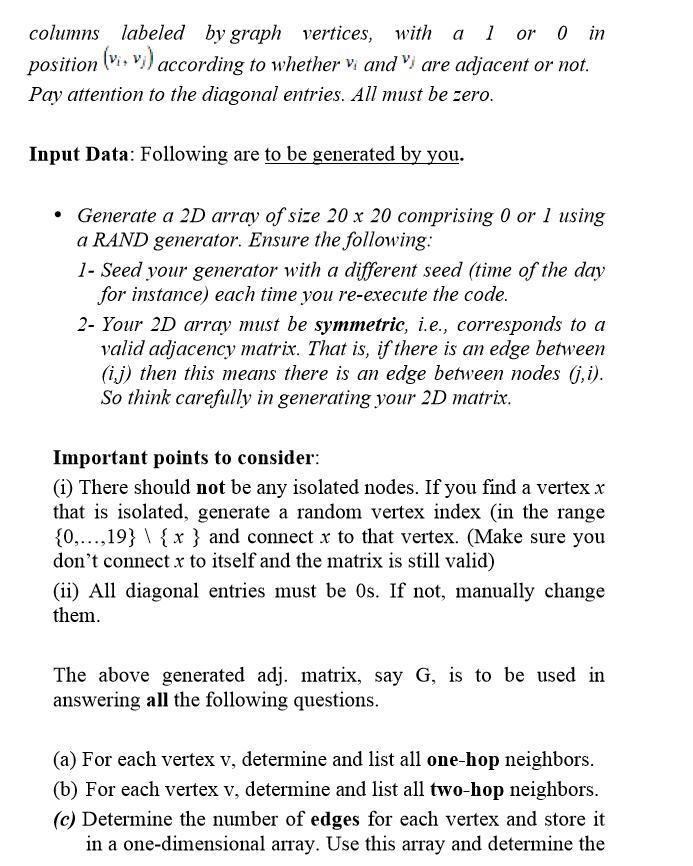 columns labeled by graph vertices, with a 1 or 0 in
position (vi, vj) according to whether vi and vj are adjacent or not.
Pay attention to the diagonal entries. All must be zero.
Input Data: Following are to be generated by you.
• Generate a 2D array of size 20 x 20 comprising 0 or 1 using
a RAND generator. Ensure the following:
1- Seed your generator with a different seed (time of the day
for instance) each time you re-execute the code.
2- Your 2D array must be symmetric, i.e., corresponds to a
valid adjacency matrix. That is, if there is an edge between
(i,j) then this means there is an edge between nodes (j,i).
So think carefully in generating your 2D matrix.
Important points to consider:
(i) There should not be any isolated nodes. If you find a vertex x
that is isolated, generate a random vertex index (in the range
{0,…,19} \ { x } and connect x to that vertex. (Make sure you
don’t connect x to itself and the matrix is still valid)
(ii) All diagonal entries must be 0s. If not, manually change
them.
The above generated adj. matrix, say G, is to be used in
answering all the following questions.
(a) For each vertex v, determine and list all one-hop neighbors.
(b) For each vertex v, determine and list all two-hop neighbors.
(c) Determine the number of edges for each vertex and store it
in a one-dimensional array. Use this array and determine the